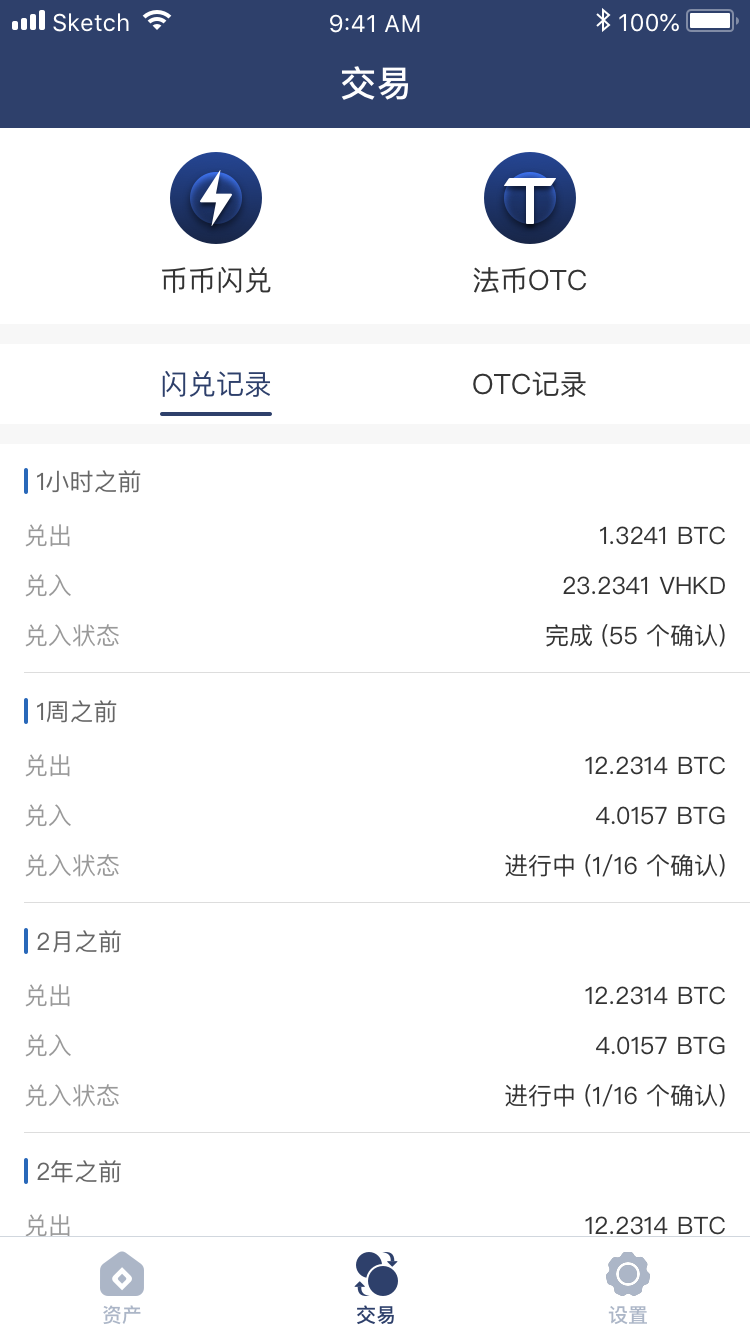 Sketch 9:41 AM 100%
交易
币币闪兑 法币OTC
闪兑记录 OTC记录
1小时之前
兑出 1.3241 BTC
兑入 23.2341 VHKD
兑入状态 完成 (55 个确认)
1周之前
兑出 12.2314 BTC
兑入 4.0157 BTG
兑入状态 进行中 (1/16 个确认)
2月之前
兑出 12.2314 BTC
兑入 4.0157 BTG
兑入状态 进行中 (1/16 个确认)
2年之前
兑出 12.2314 BTC
资产 交易 设置